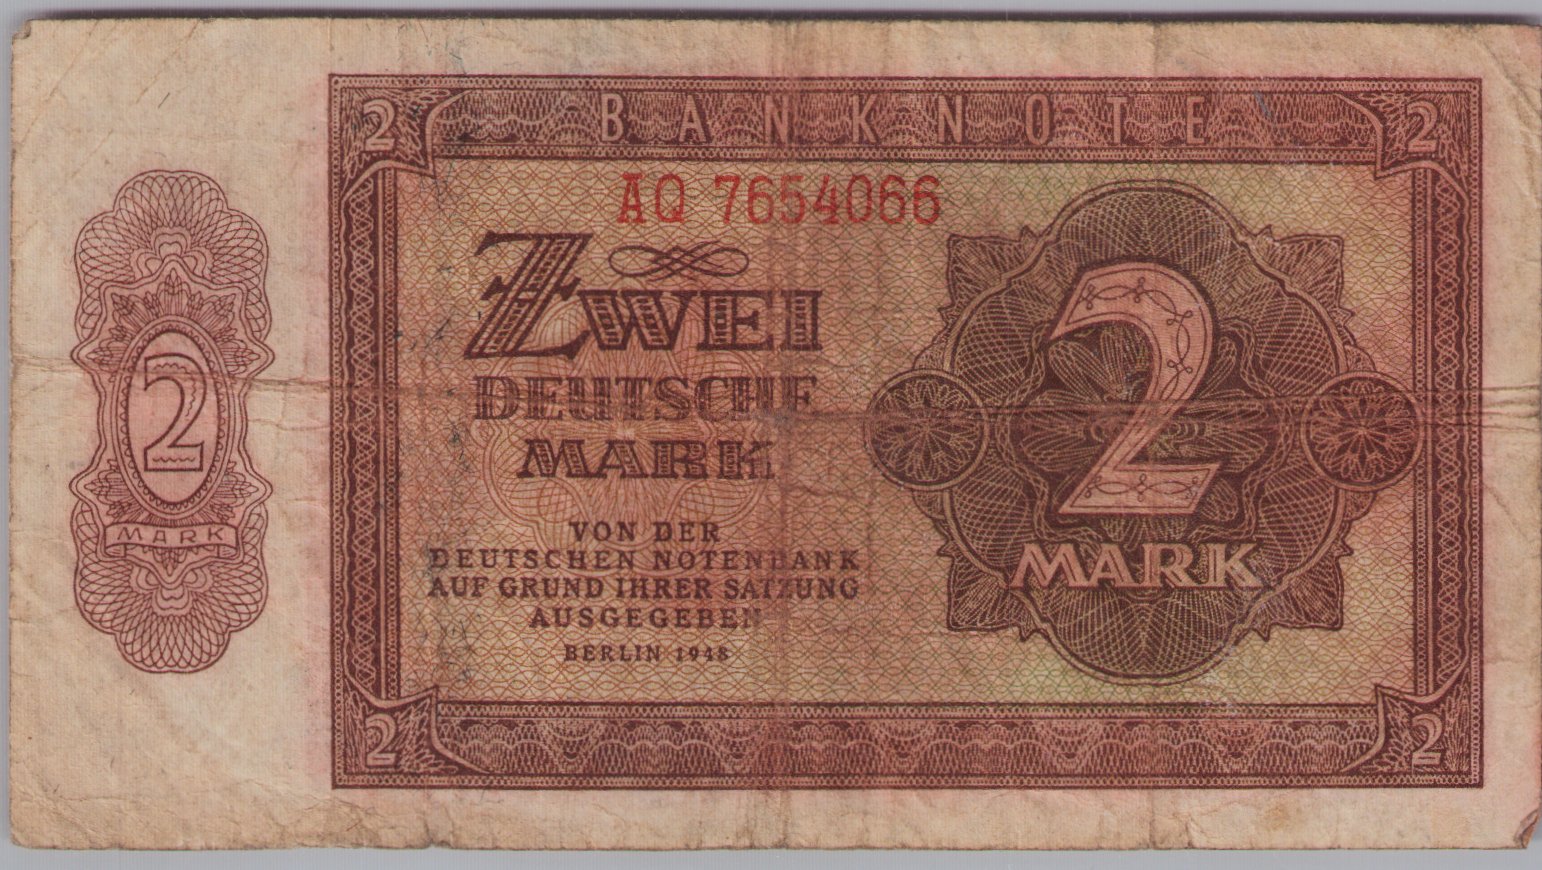 BANKNOTE
2
2
AQ 7654066
ZWEI
DEUTSCHE
MARK
2
MARK
2
MARK
VON DER
DEUTSCHEN NOTENBANK
AUF GRUND IHRER SATZUNG
AUSGEGEBEN
BERLIN 1948
2
2